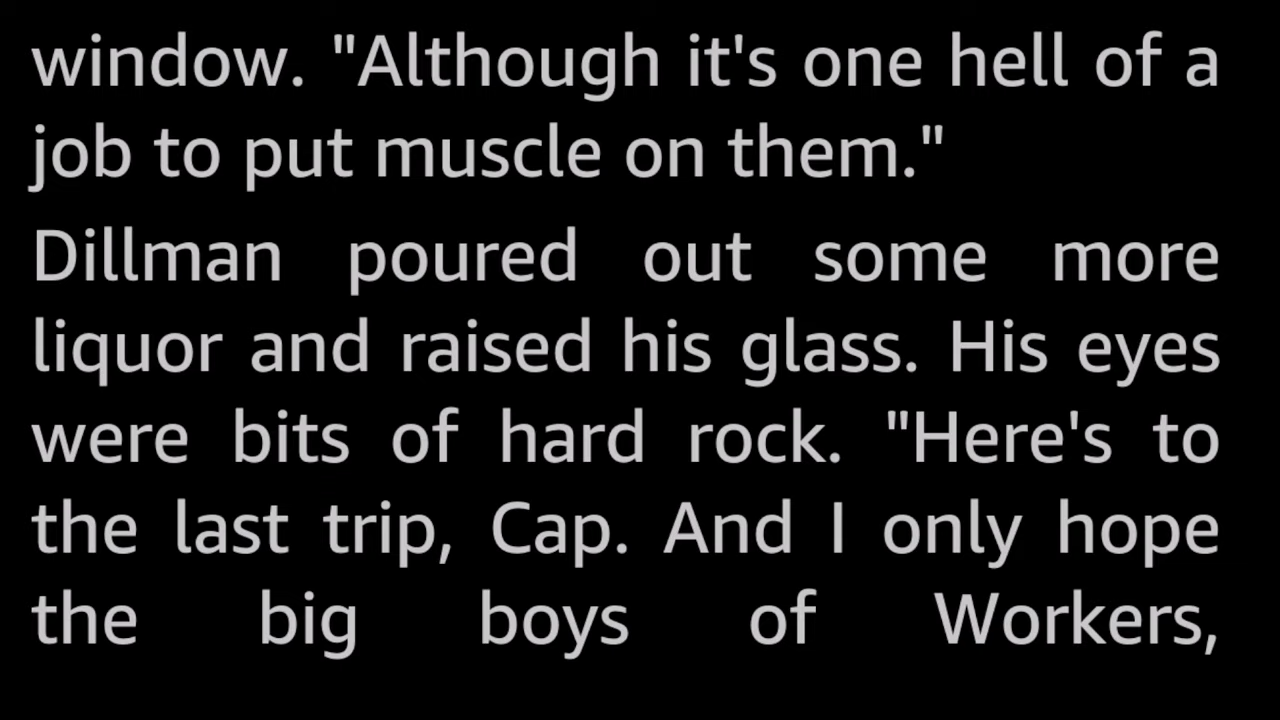 window. "Although it's one hell of a
job to put muscle on them."
Dillman poured out some more
liquor and raised his glass. His eyes
were bits of hard rock. "Here's to
the last trip, Cap. And I only hope
the big boys of Workers,